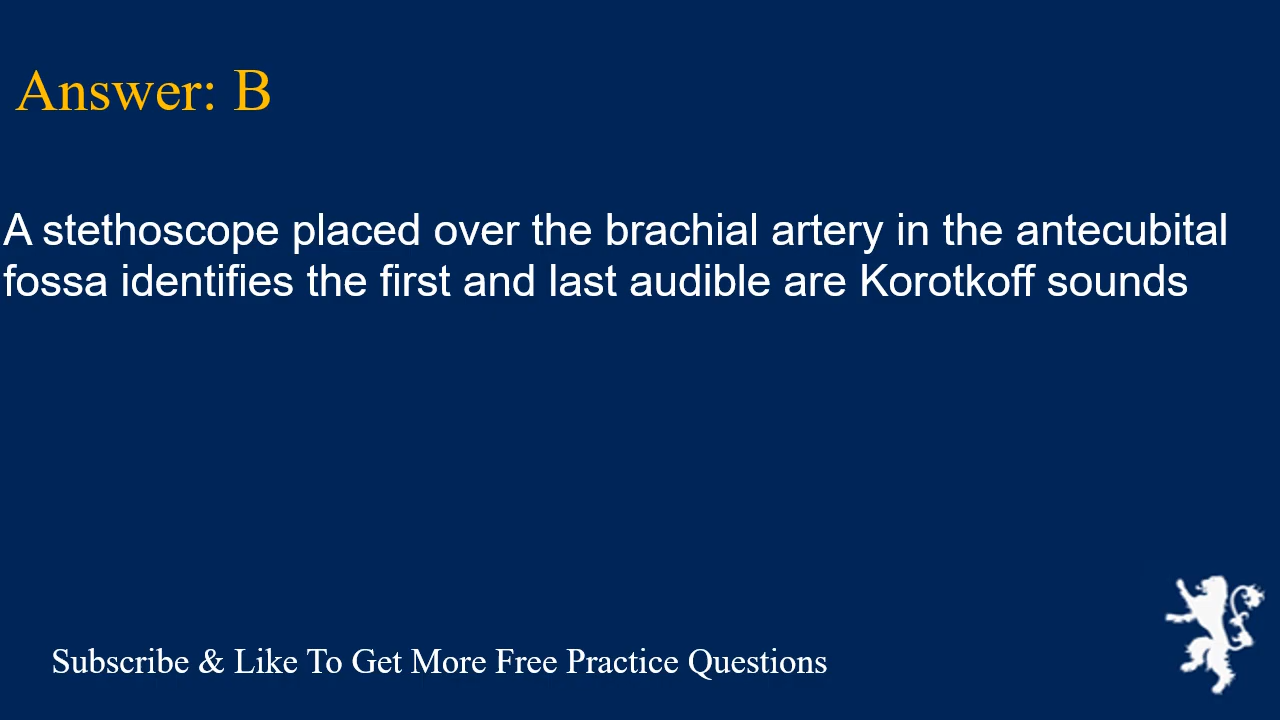 Answer: B
A stethoscope placed over the brachial artery in the antecubital
fossa identifies the first and last audible are Korotkoff sounds
Subscribe & Like To Get More Free Practice Questions